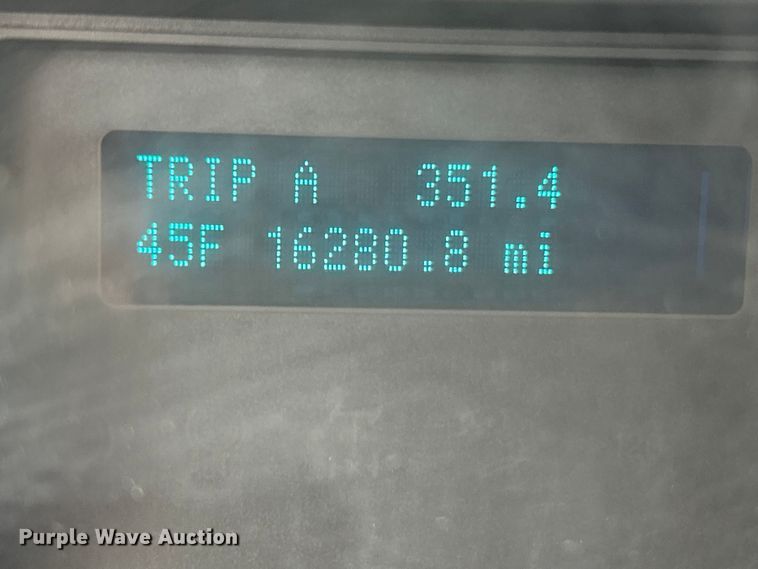 TRIP A 351.4
45F 16280.8 mi
Purple Wave Auction